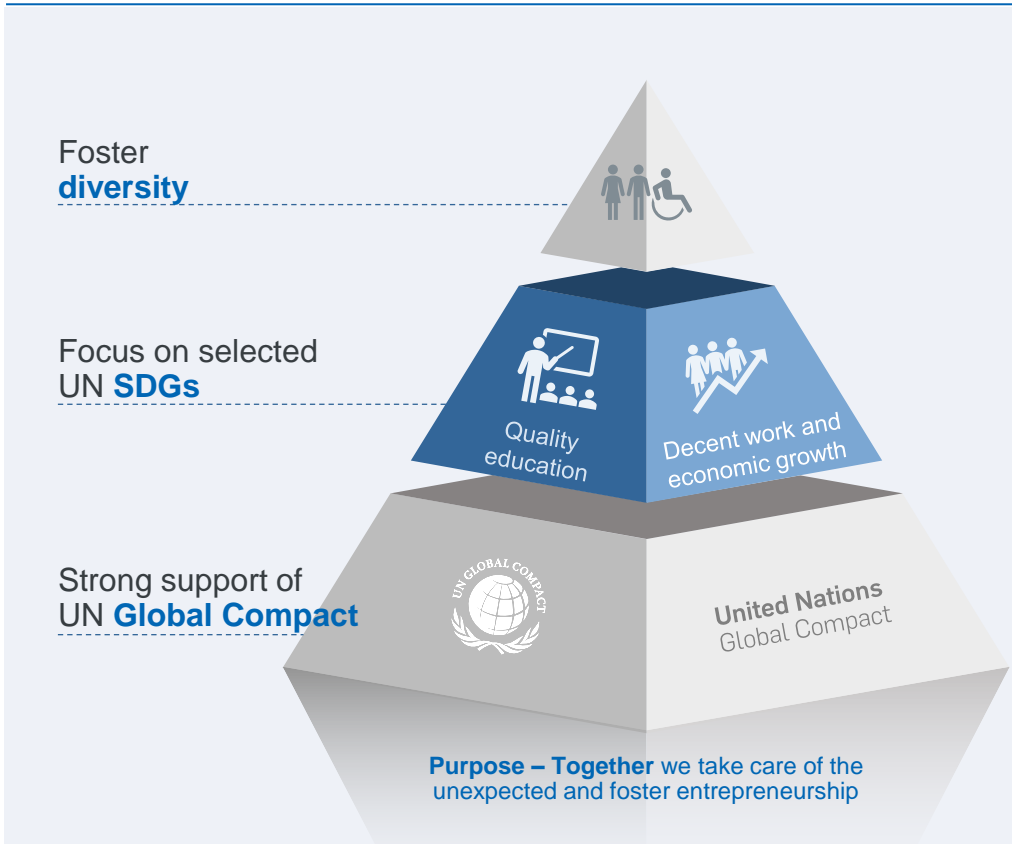 Foster
diversity
Focus on selected
UN SDGs
Quality
education
Decent work and
economic growth
Strong support of
UN Global Compact
UN GLOBAL COMPACT
United Nations
Global Compact
Purpose – Together we take care of the
unexpected and foster entrepreneurship